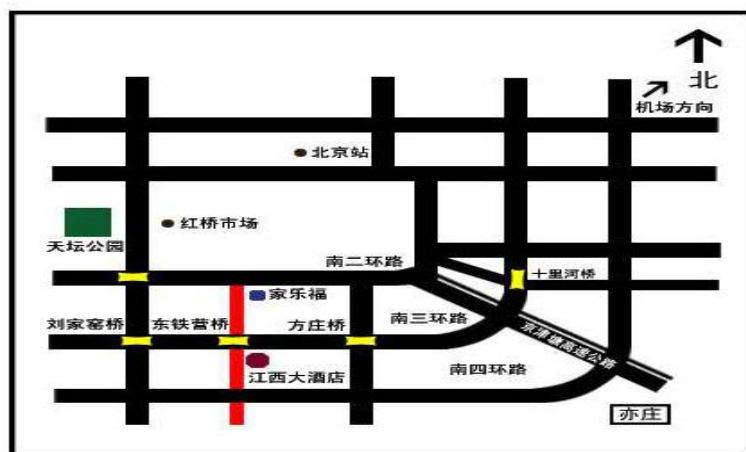 北
机场方向
北京站
红桥市场
天坛公园
南二环路
十里河桥
家乐福
刘家窑桥
东铁营桥
方庄桥
南三环路
京津塘高速公路
江西大酒店
南四环路
亦庄